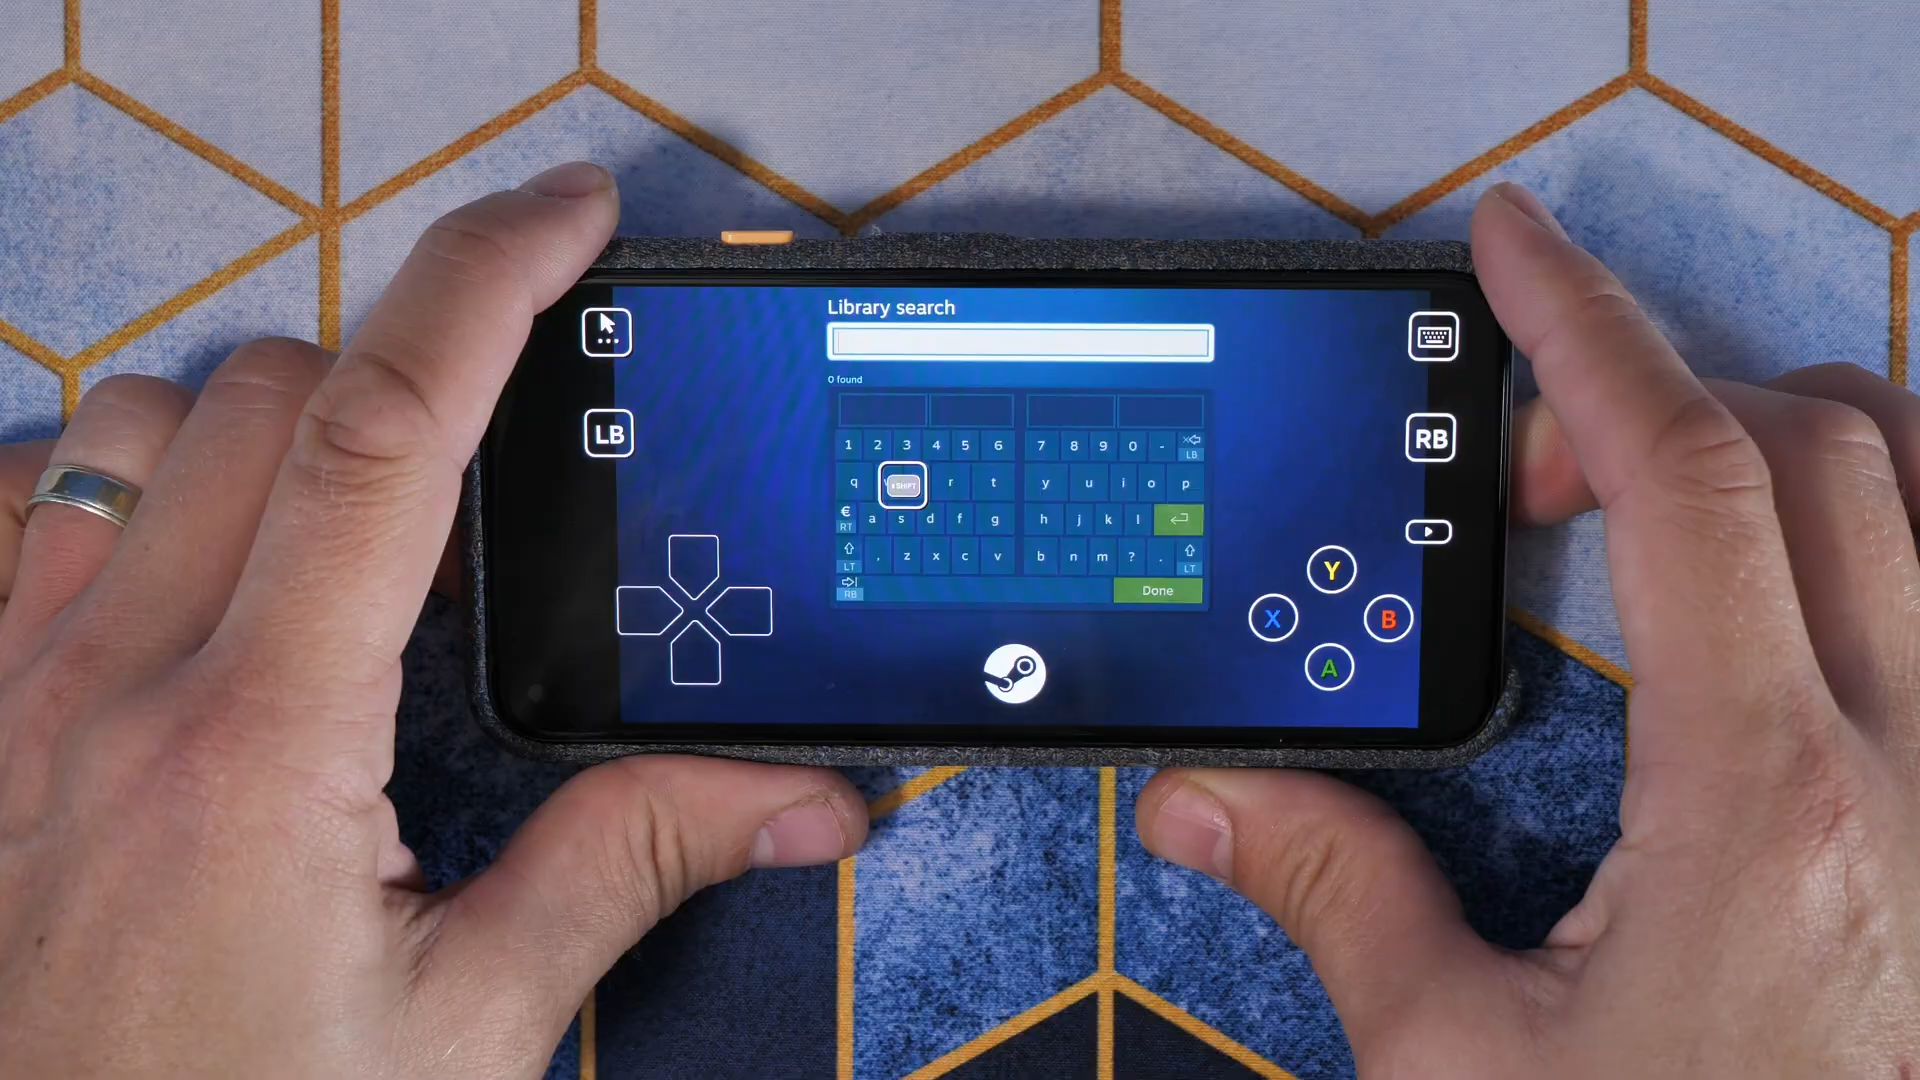 Library search
0 found
LB
RB
1 2 3 4 5 6 7 8 9 0 -
LB
q r t y u i o p
SHIFT
€ a s d f g h j k l
RT
, z x c v b n m ? .
LT LT
RB
Done
Y
X B
A